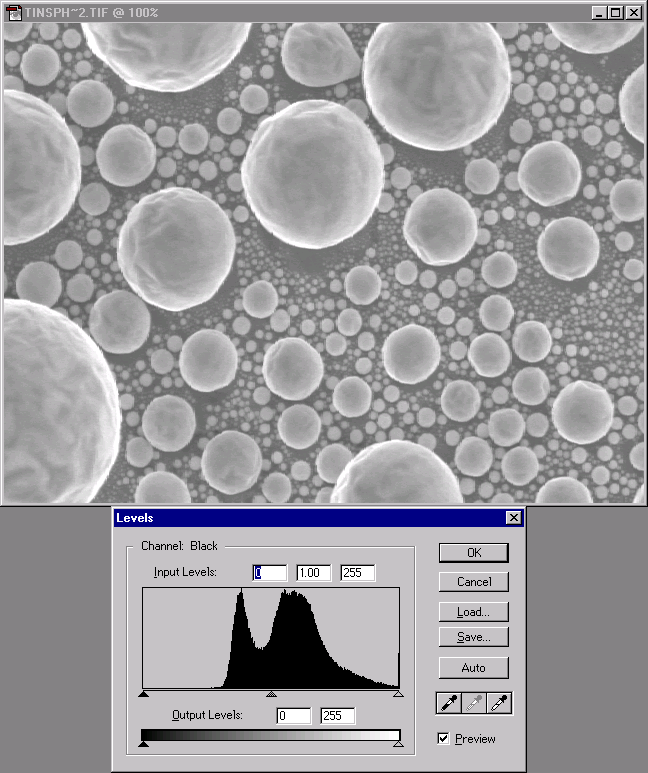 TINSPH~2.TIF @ 100%
Levels
Channel: Black
Input Levels: 0 1.00 255
OK
Cancel
Load...
Save...
Auto
Output Levels: 0 255
Preview